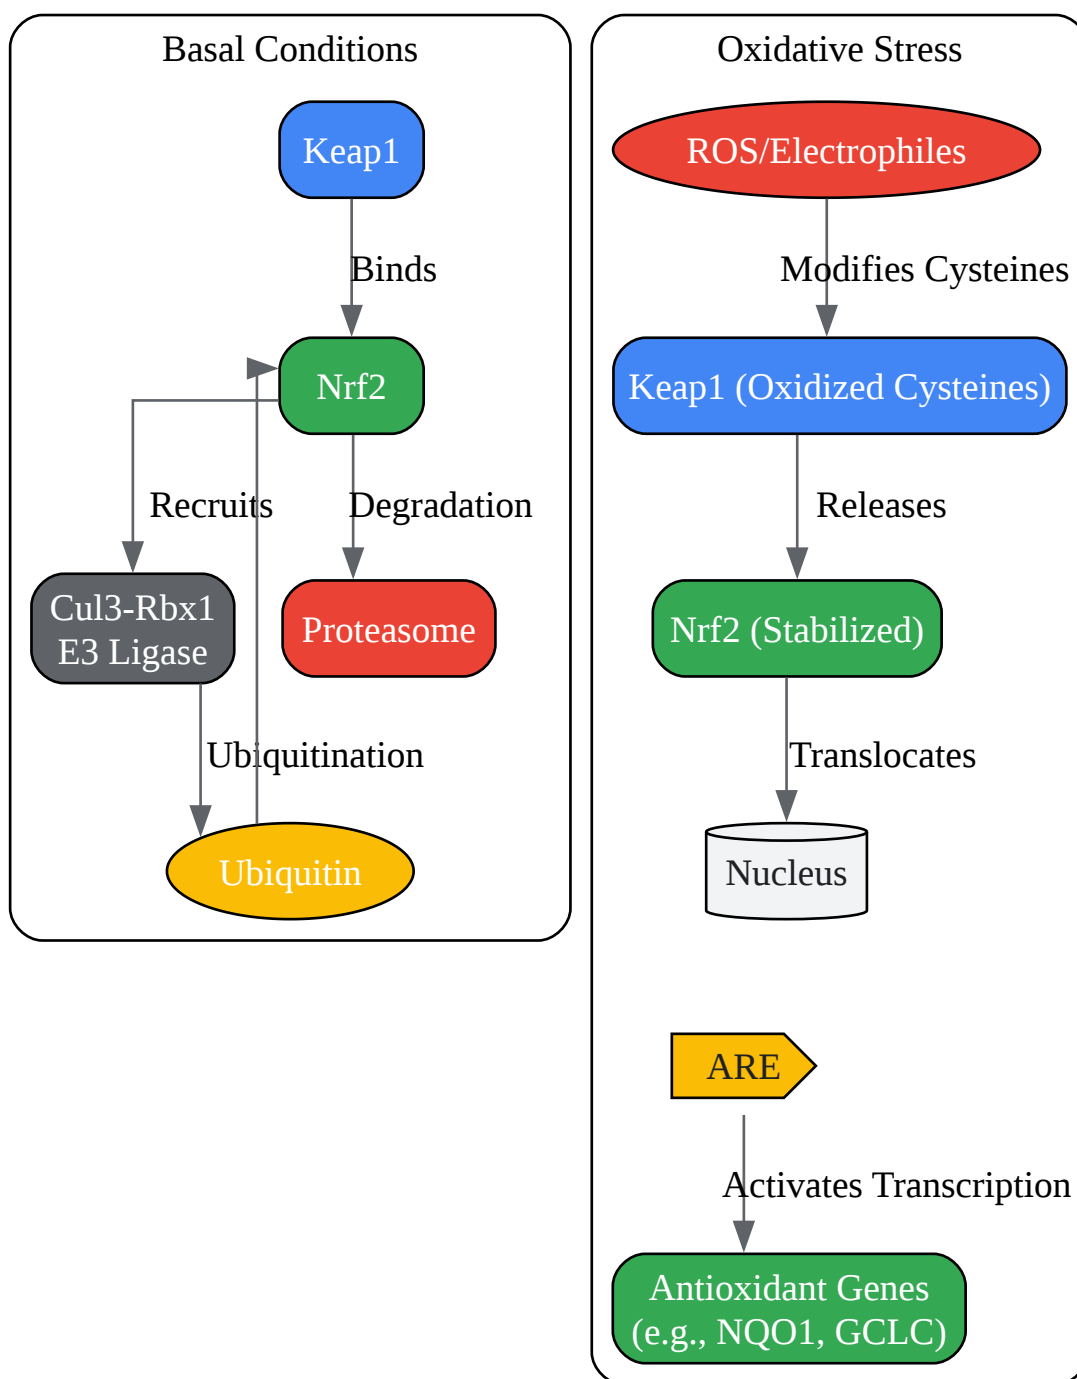 Basal Conditions
Keap1
Binds
Nrf2
Recruits
Degradation
Cul3-Rbx1
E3 Ligase
Proteasome
Ubiquitination
Ubiquitin
Oxidative Stress
ROS/Electrophiles
Modifies Cysteines
Keap1 (Oxidized Cysteines)
Releases
Nrf2 (Stabilized)
Translocates
Nucleus
ARE
Activates Transcription
Antioxidant Genes
(e.g., NQO1, GCLC)